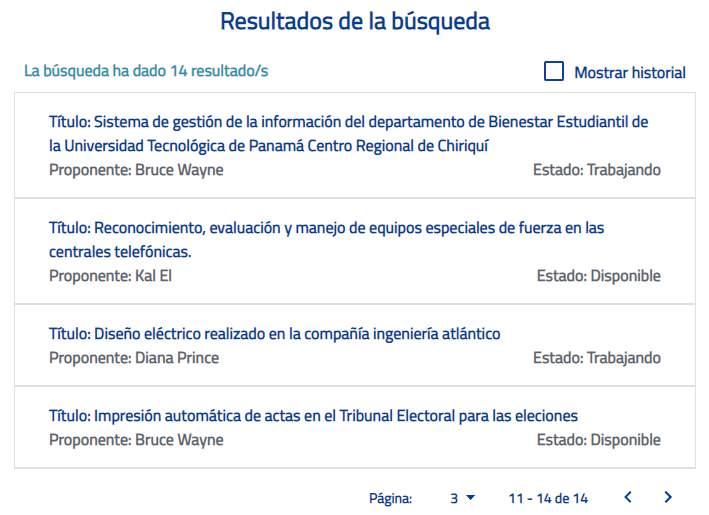 Resultados de la búsqueda
La búsqueda ha dado 14 resultado/s
Mostrar historial
Título: Sistema de gestión de la información del departamento de Bienestar Estudiantil de
la Universidad Tecnológica de Panamá Centro Regional de Chiriquí
Proponente: Bruce Wayne
Estado: Trabajando
Título: Reconocimiento, evaluación y manejo de equipos especiales de fuerza en las
centrales telefónicas.
Proponente: Kal El
Estado: Disponible
Título: Diseño eléctrico realizado en la compañía ingeniería atlántico
Proponente: Diana Prince
Estado: Trabajando
Título: Impresión automática de actas en el Tribunal Electoral para las eleciones
Proponente: Bruce Wayne
Estado: Disponible
Página: 3 11 - 14 de 14